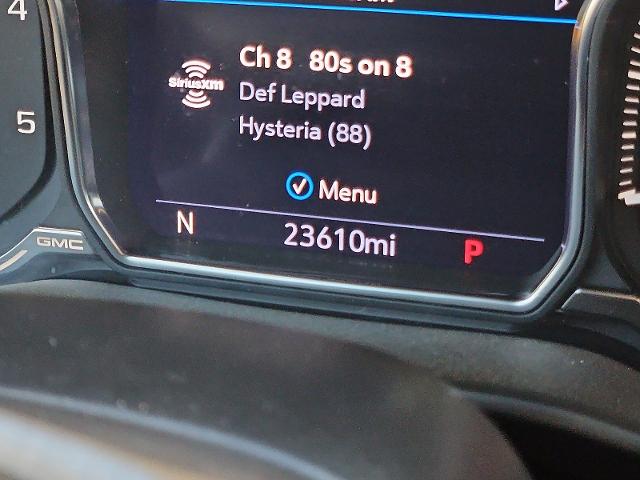 4
5
Ch 8 80s on 8
SiriusXM
Def Leppard
Hysteria (88)
Menu
N
23610mi
P
GMC